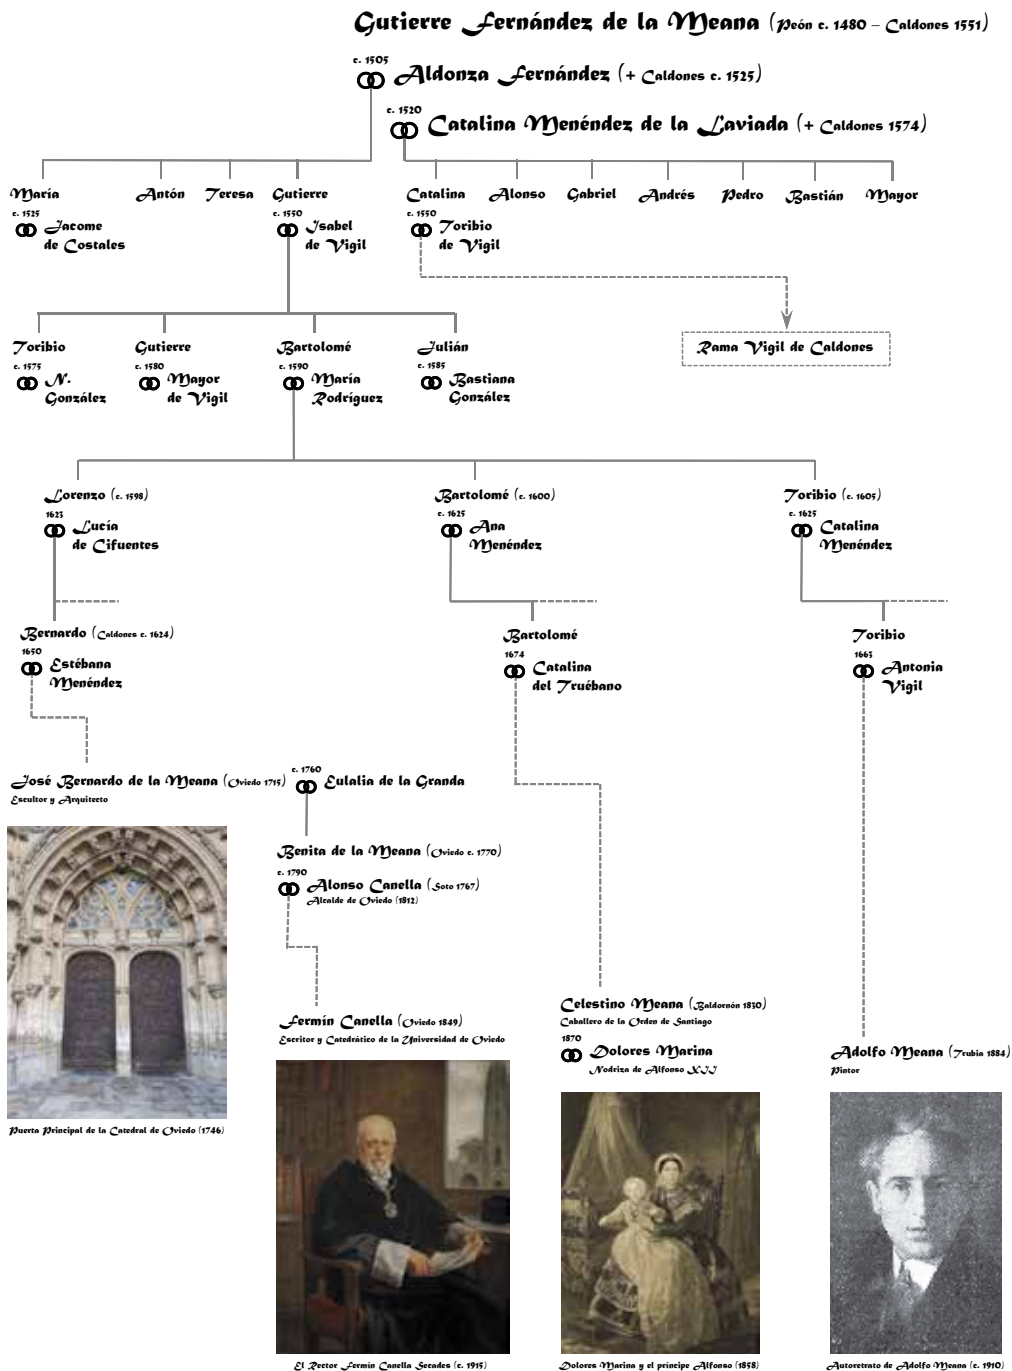 Gutierre Fernández de la Meana (Peón c. 1480 – Caldones 1551)
c. 1505
Aldonza Fernández (+ Caldones c. 1525)
c. 1520
Catalina Menéndez de la Laviada (+ Caldones 1574)
María Antón Teresa Gutierre Catalina Alonso Gabriel Andrés Pedro Bastián Mayor
c. 1525 c. 1550 c. 1550
Jacome Isabel Toribio
de Costales de Vigil de Vigil
Toribio Gutierre Bartolomé Julián Rama Vigil de Caldones
c. 1575 c. 1580 c. 1590 c. 1585
N. Mayor María Bastiana
González de Vigil Rodríguez González
Lorenzo (c. 1598) Bartolomé (c. 1600) Toribio (c. 1605)
1623 c. 1625 c. 1625
Lucía Ana Catalina
de Cifuentes Menéndez Menéndez
Bernardo (Caldones c. 1624) Bartolomé Toribio
1650 1674 1663
Estébana Catalina Antonia
Menéndez del Truébano Vigil
José Bernardo de la Meana (Oviedo 1715) c. 1760 Eulalia de la Granda
Escultor y Arquitecto
Benita de la Meana (Oviedo c. 1770)
c. 1790
Alonso Canella (Soto 1767)
Alcalde de Oviedo (1812)
Fermín Canella (Oviedo 1849)
Escritor y Catedrático de la Universidad de Oviedo
Celestino Meana (Baldornón 1830)
Caballero de la Orden de Santiago
1870
Dolores Marina
Nodriza de Alfonso XII
Adolfo Meana (Trubia 1884)
Pintor
Puerta Principal de la Catedral de Oviedo (1746)
El Rector Fermín Canella Secades (c. 1915)
Dolores Marina y el príncipe Alfonso (1858)
Autoretrato de Adolfo Meana (c. 1910)